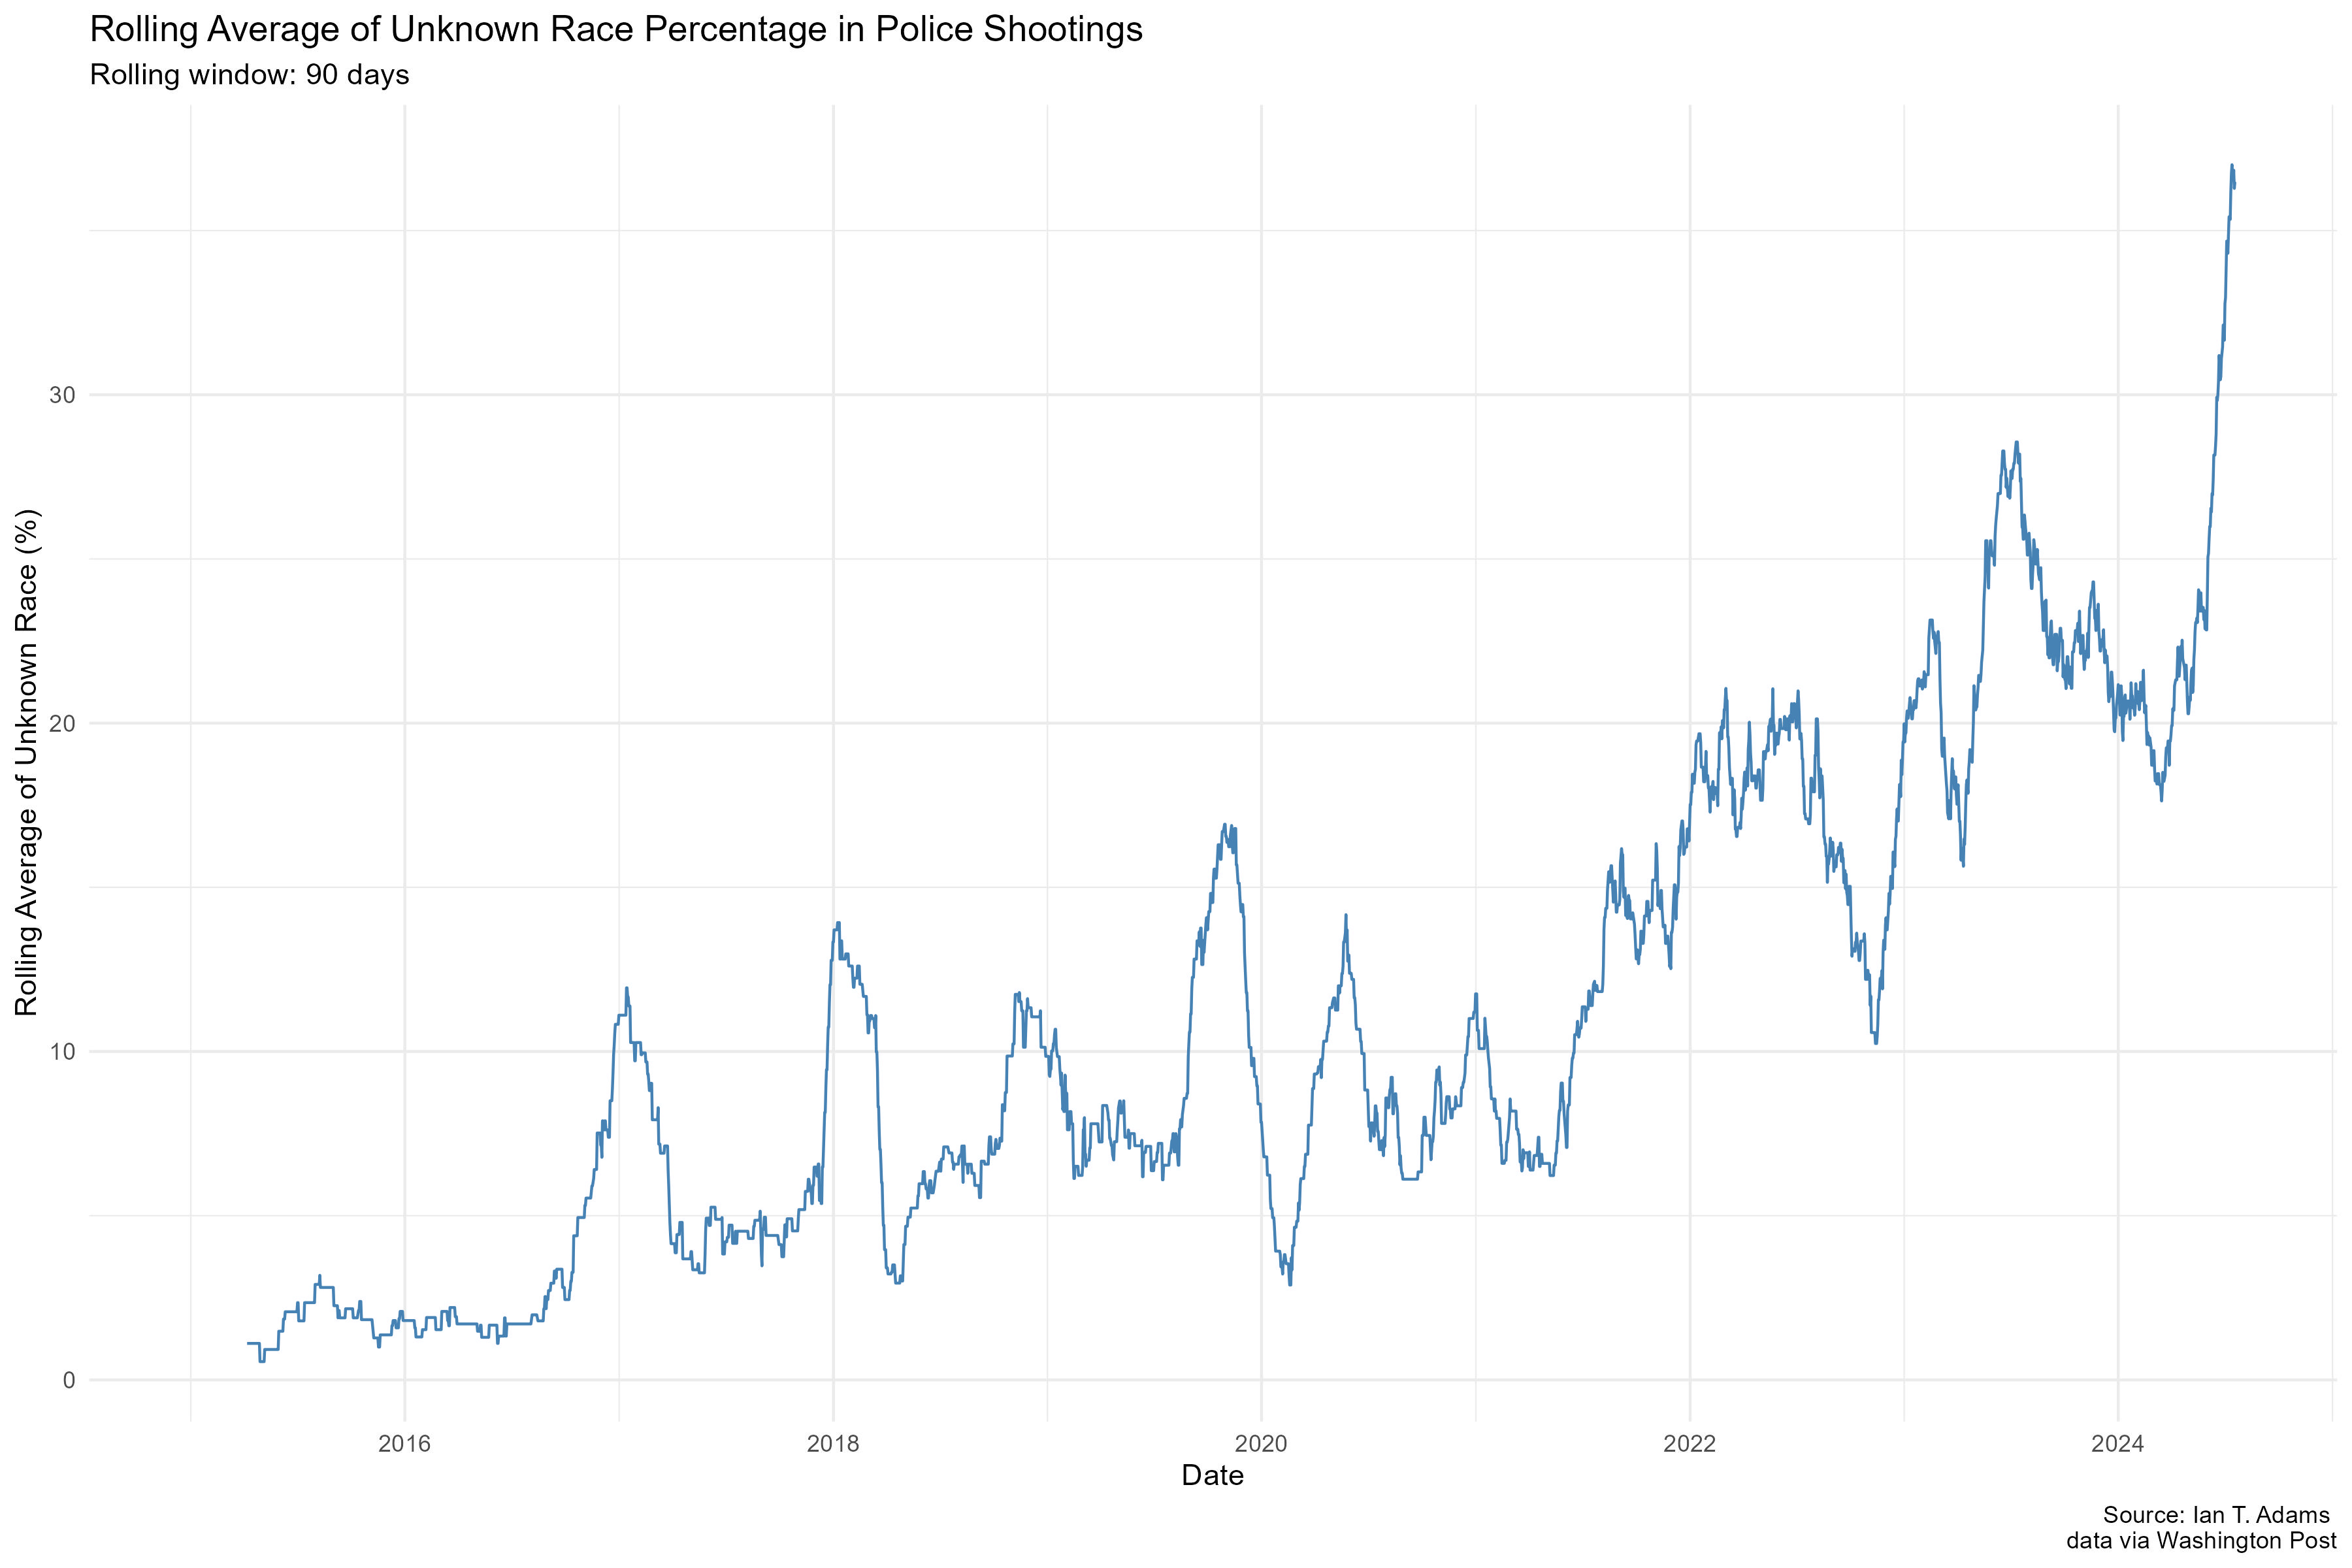 Rolling Average of Unknown Race Percentage in Police Shootings
Rolling window: 90 days
Rolling Average of Unknown Race (%)
30
20
10
0
2016
2018
2020
2022
2024
Date
Source: Ian T. Adams
data via Washington Post